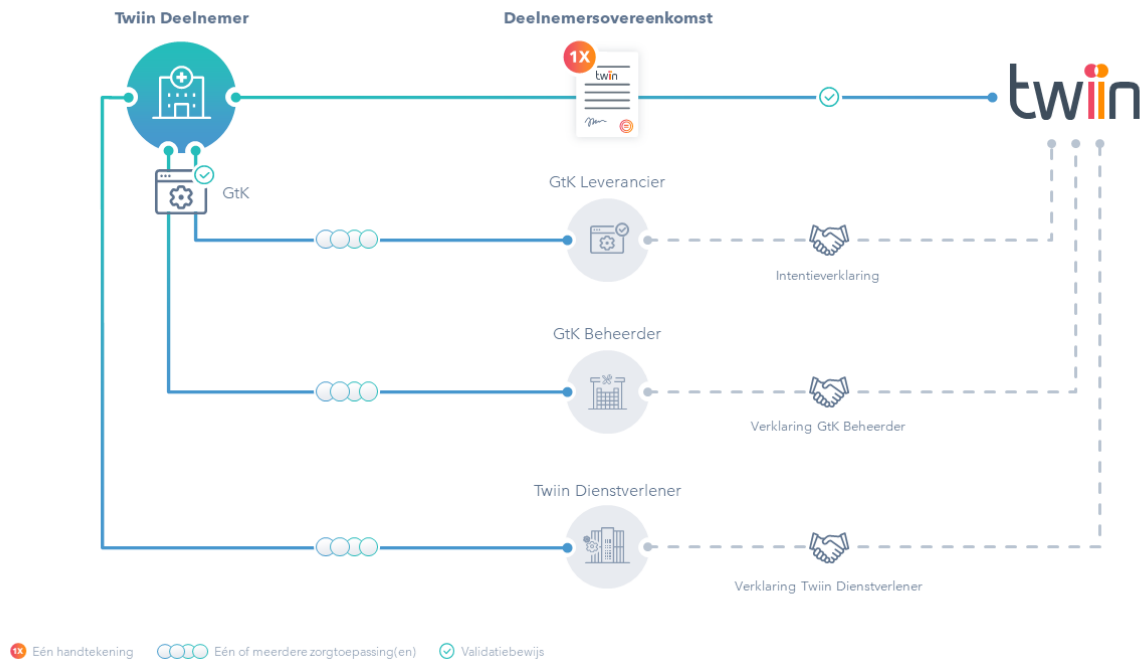 Twiin Deelnemer
Deelnemersovereenkomst
1X
twiin
twiin
GtK
GtK Leverancier
Intentieverklaring
GtK Beheerder
Verklaring GtK Beheerder
Twiin Dienstverlener
Verklaring Twiin Dienstverlener
1X Eén handtekening
Eén of meerdere zorgtoepassing(en)
Validatiebewijs